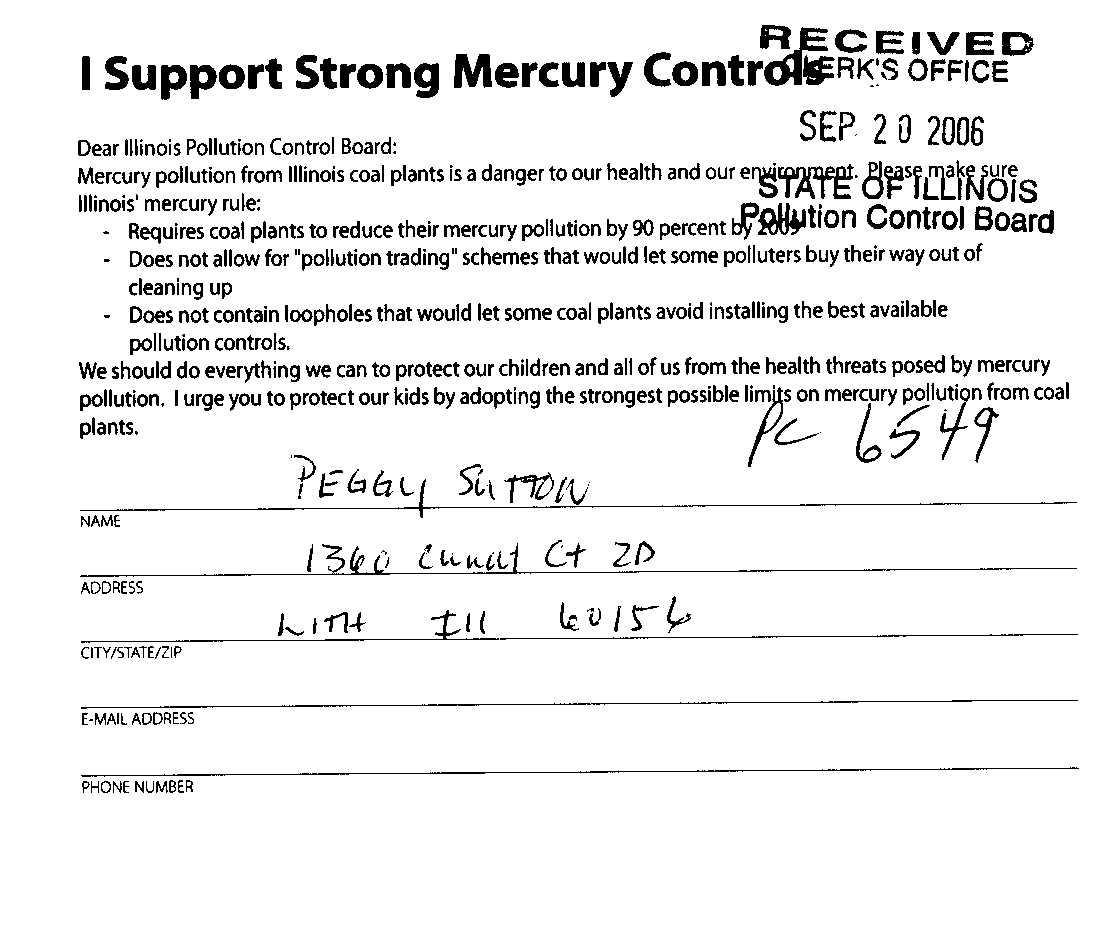 RECEIVED
CLERK'S OFFICE
I Support Strong Mercury Controls
SEP 20 2006
STATE OF ILLINOIS
Pollution Control Board
Dear Illinois Pollution Control Board:
Mercury pollution from Illinois coal plants is a danger to our health and our environment. Please make sure
Illinois' mercury rule:
- Requires coal plants to reduce their mercury pollution by 90 percent by 2009
- Does not allow for "pollution trading" schemes that would let some polluters buy their way out of
cleaning up
- Does not contain loopholes that would let some coal plants avoid installing the best available
pollution controls.
We should do everything we can to protect our children and all of us from the health threats posed by mercury
pollution. I urge you to protect our kids by adopting the strongest possible limits on mercury pollution from coal
plants.
PC 6549
PEGGY SUTTON
NAME
1360 Ct 2D
ADDRESS
LITH Ill 60156
CITY/STATE/ZIP
E-MAIL ADDRESS
PHONE NUMBER